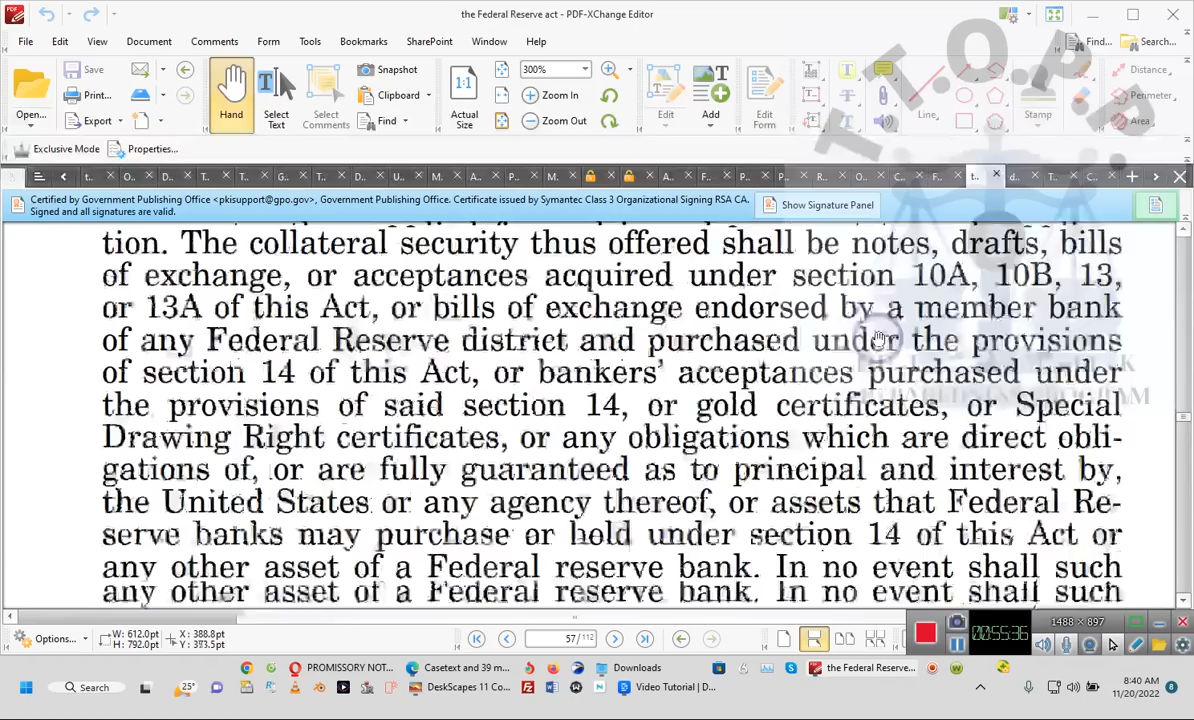 the Federal Reserve act - PDF-XChange Editor
File Edit View Document Comments Form Tools Bookmarks SharePoint Window Help Find... Search...
Open... Save Print... Export Hand Select Text Select Comments Snapshot Clipboard Find 1:1 Actual Size 300% Zoom In Zoom Out Edit Add Edit Form Line Stamp Distance Perimeter Area
Exclusive Mode Properties...
t.. O.. D.. T.. T.. G.. T.. D.. U.. M.. A.. P.. M.. A.. F.. P.. P.. R.. O.. C.. F.. t... d.. T.. C..
Certified by Government Publishing Office <pkisupport@gpo.gov>, Government Publishing Office. Certificate issued by Symantec Class 3 Organizational Signing RSA CA.
Signed and all signatures are valid.
Show Signature Panel
T.O.P.
tion. The collateral security thus offered shall be notes, drafts, bills
of exchange, or acceptances acquired under section 10A, 10B, 13,
or 13A of this Act, or bills of exchange endorsed by a member bank
of any Federal Reserve district and purchased under the provisions
of section 14 of this Act, or bankers' acceptances purchased under
the provisions of said section 14, or gold certificates, or Special
Drawing Right certificates, or any obligations which are direct obli-
gations of, or are fully guaranteed as to principal and interest by,
the United States or any agency thereof, or assets that Federal Re-
serve banks may purchase or hold under section 14 of this Act or
any other asset of a Federal reserve bank. In no event shall such
any other asset of a Federal reserve bank. In no event shall such
Options... W: 612.0pt H: 792.0pt X: 388.8pt Y: 57 / 112
1488 × 897
00:55:36
PROMISSORY NOT... Casetext and 39 m... Downloads the Federal Reserve...
Search 25° DeskScapes 11 Co... Video Tutorial | D...
8:40 AM
11/20/2022 8